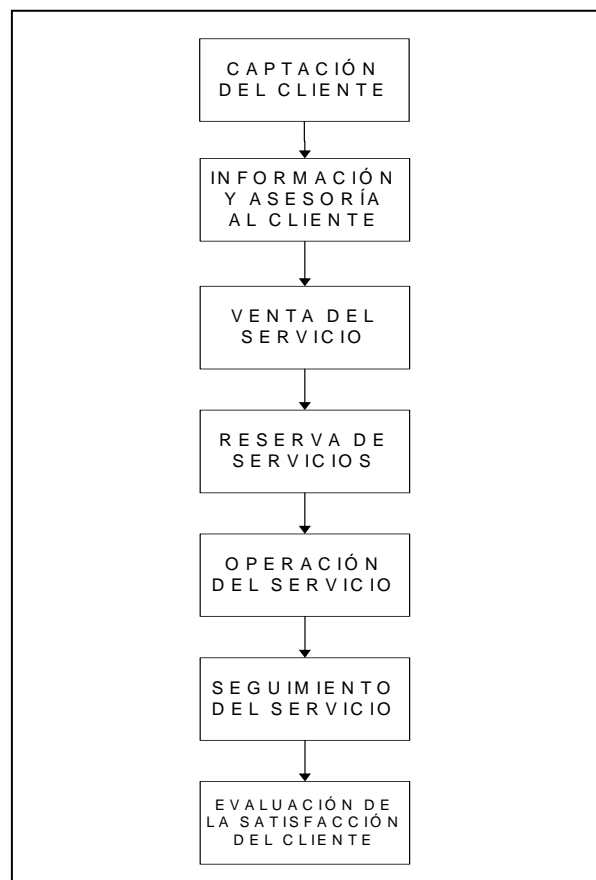 CAPTACIÓN
DEL CLIENTE
INFORMACIÓN
Y ASESORÍA
AL CLIENTE
VENTA DEL
SERVICIO
RESERVA DE
SERVICIOS
OPERACIÓN
DEL SERVICIO
SEGUIMIENTO
DEL SERVICIO
EVALUACIÓN DE
LA SATISFACCIÓN
DEL CLIENTE